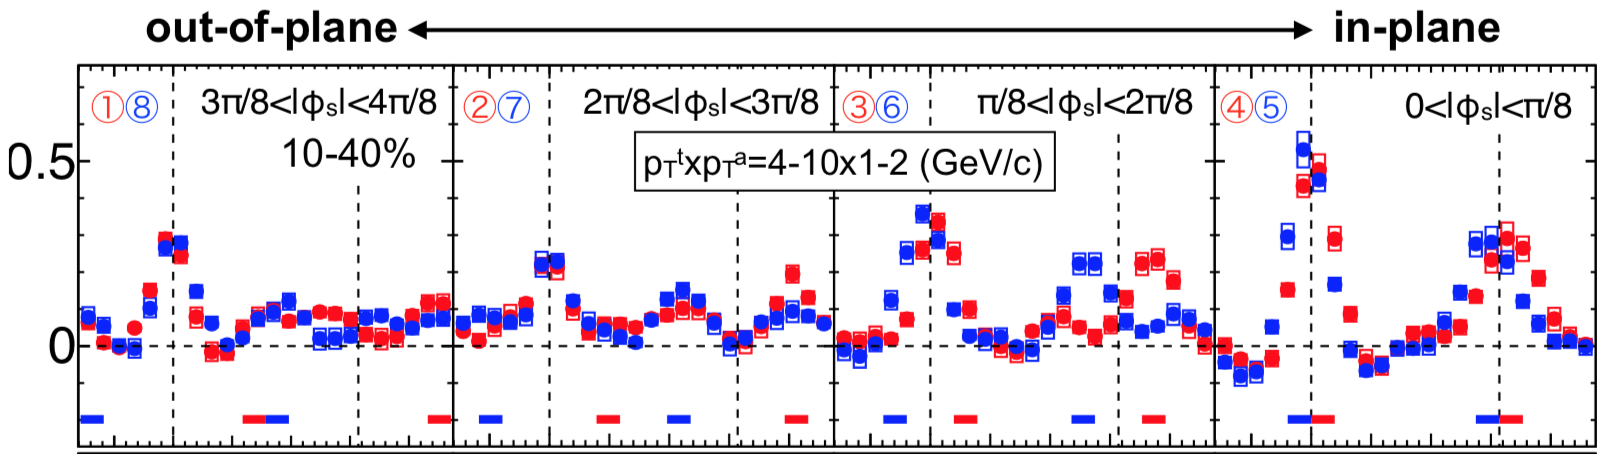 out-of-plane in-plane
①⑧ 3π/8<|ϕs|<4π/8
10-40%
②⑦ 2π/8<|ϕs|<3π/8
③⑥ π/8<|ϕs|<2π/8
④⑤ 0<|ϕs|<π/8
pTtxpTa=4-10x1-2 (GeV/c)
0.5
0